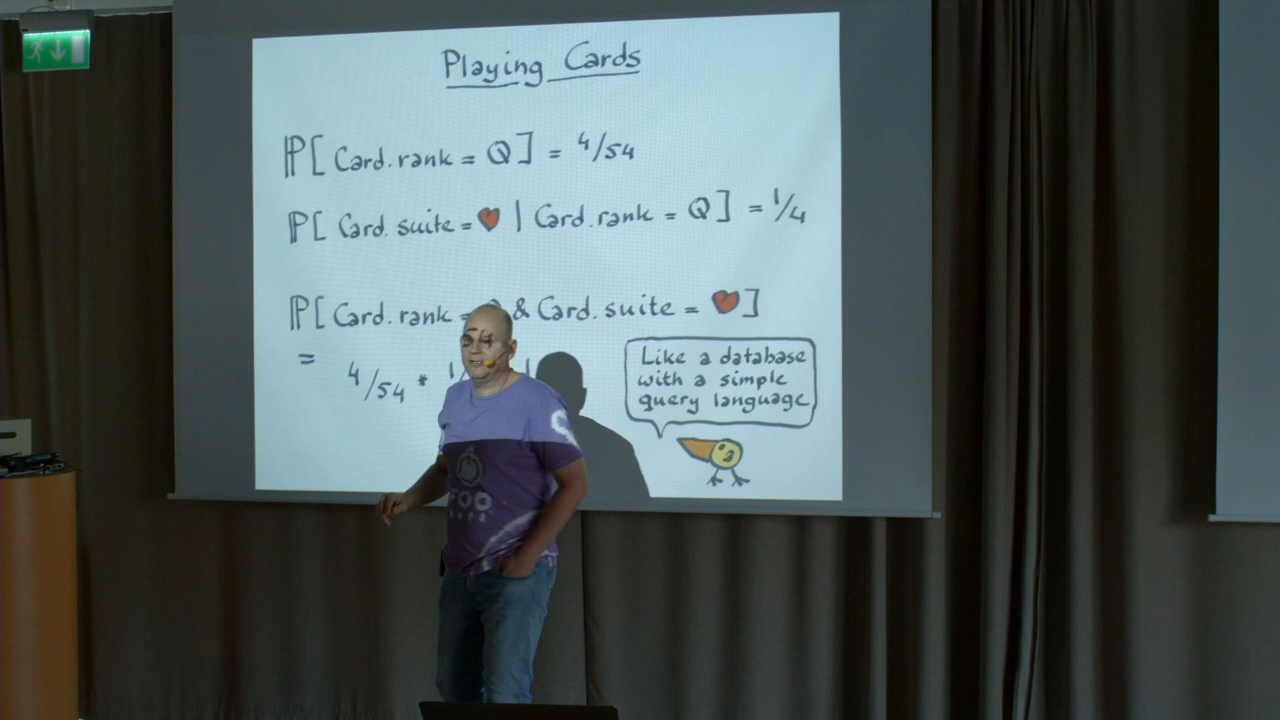 Playing Cards
ℙ[ Card.rank = Q ] = 4/54
ℙ[ Card. suite = ♥ | Card.rank = Q ] = 1/4
ℙ[ Card.rank = & Card. suite = ♥ ]
=
4/54 *
Like a database
with a simple
query language